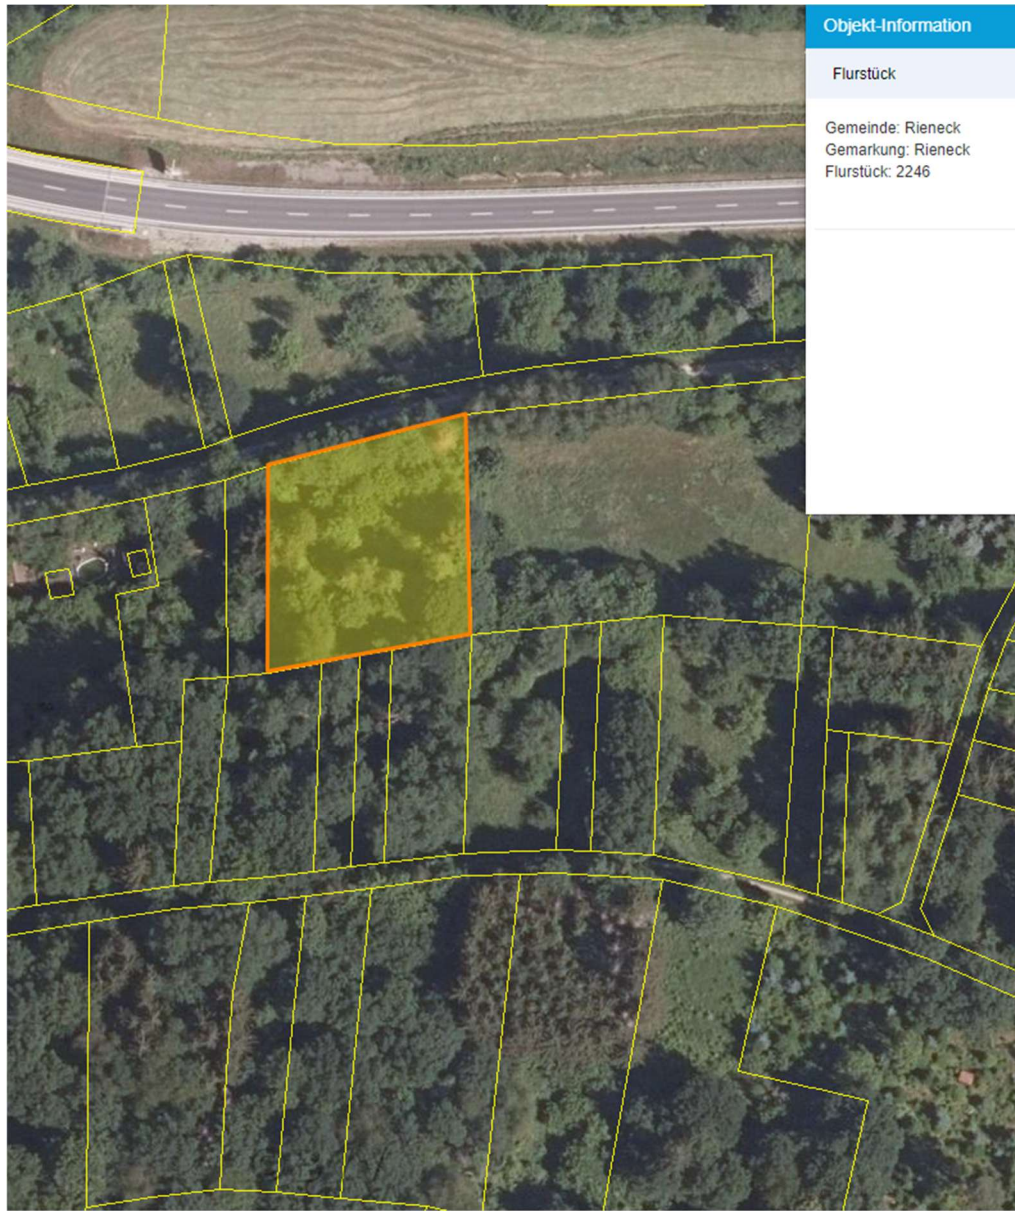 Objekt-Information
Flurstück
Gemeinde: Rieneck
Gemarkung: Rieneck
Flurstück: 2246